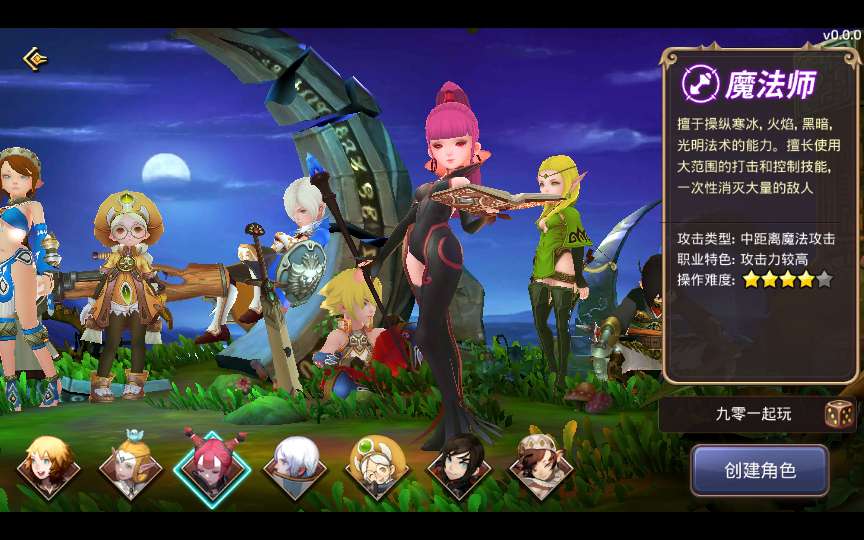 v0.0.0
魔法师
擅于操纵寒冰, 火焰, 黑暗,
光明法术的能力。擅长使用
大范围的打击和控制技能,
一次性消灭大量的敌人
攻击类型: 中距离魔法攻击
职业特色: 攻击力较高
操作难度:
九零一起玩
创建角色